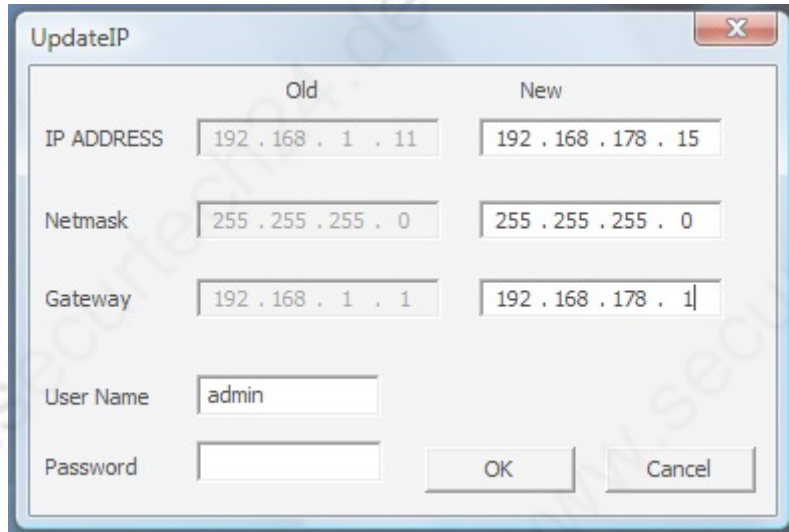 UpdateIP
Old New
IP ADDRESS 192 . 168 . 1 . 11 192 . 168 . 178 . 15
Netmask 255 . 255 . 255 . 0 255 . 255 . 255 . 0
Gateway 192 . 168 . 1 . 1 192 . 168 . 178 . 1
User Name admin
Password OK Cancel